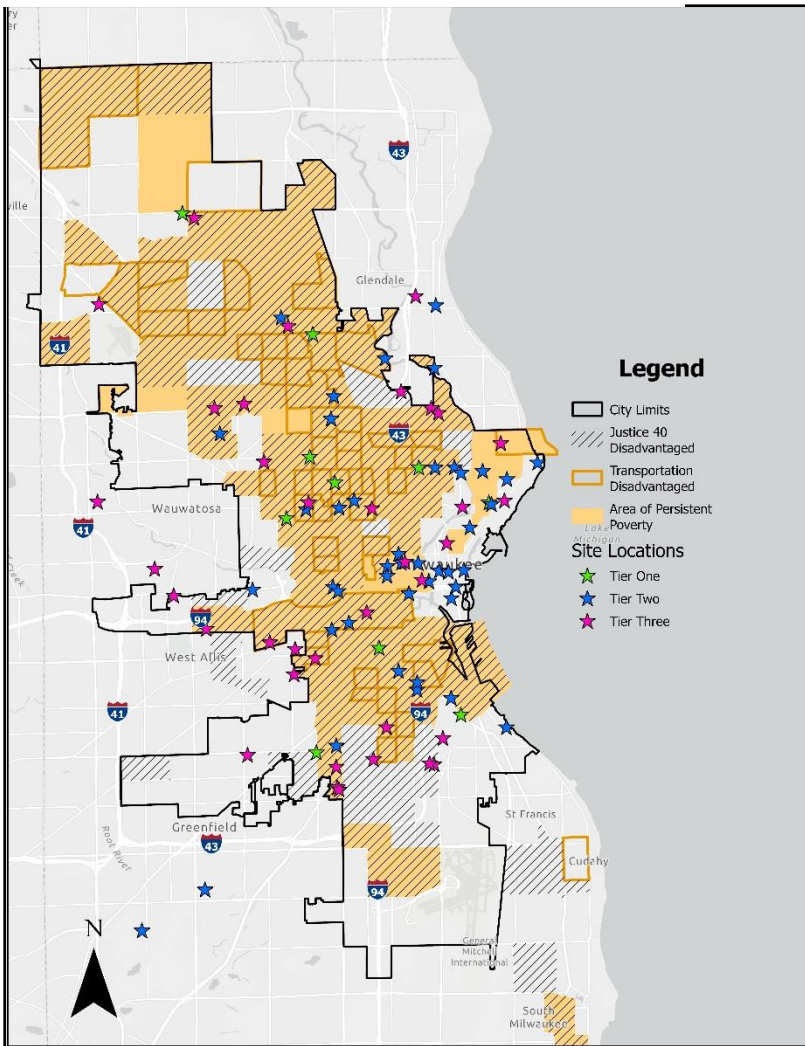 er
43
ville
Glendale
41
Legend
City Limits
Justice 40
Disadvantaged
43
Transportation
Disadvantaged
Wauwatosa
Area of Persistent
Poverty
41
Lake
Michigan
Creek
Site Locations
Tier One
Tier Two
Tier Three
94
West Allis
41
94
St Francis
Greenfield
43
Root River
Cudahy
94
N
General
Mitchell
International
South
Milwaukee